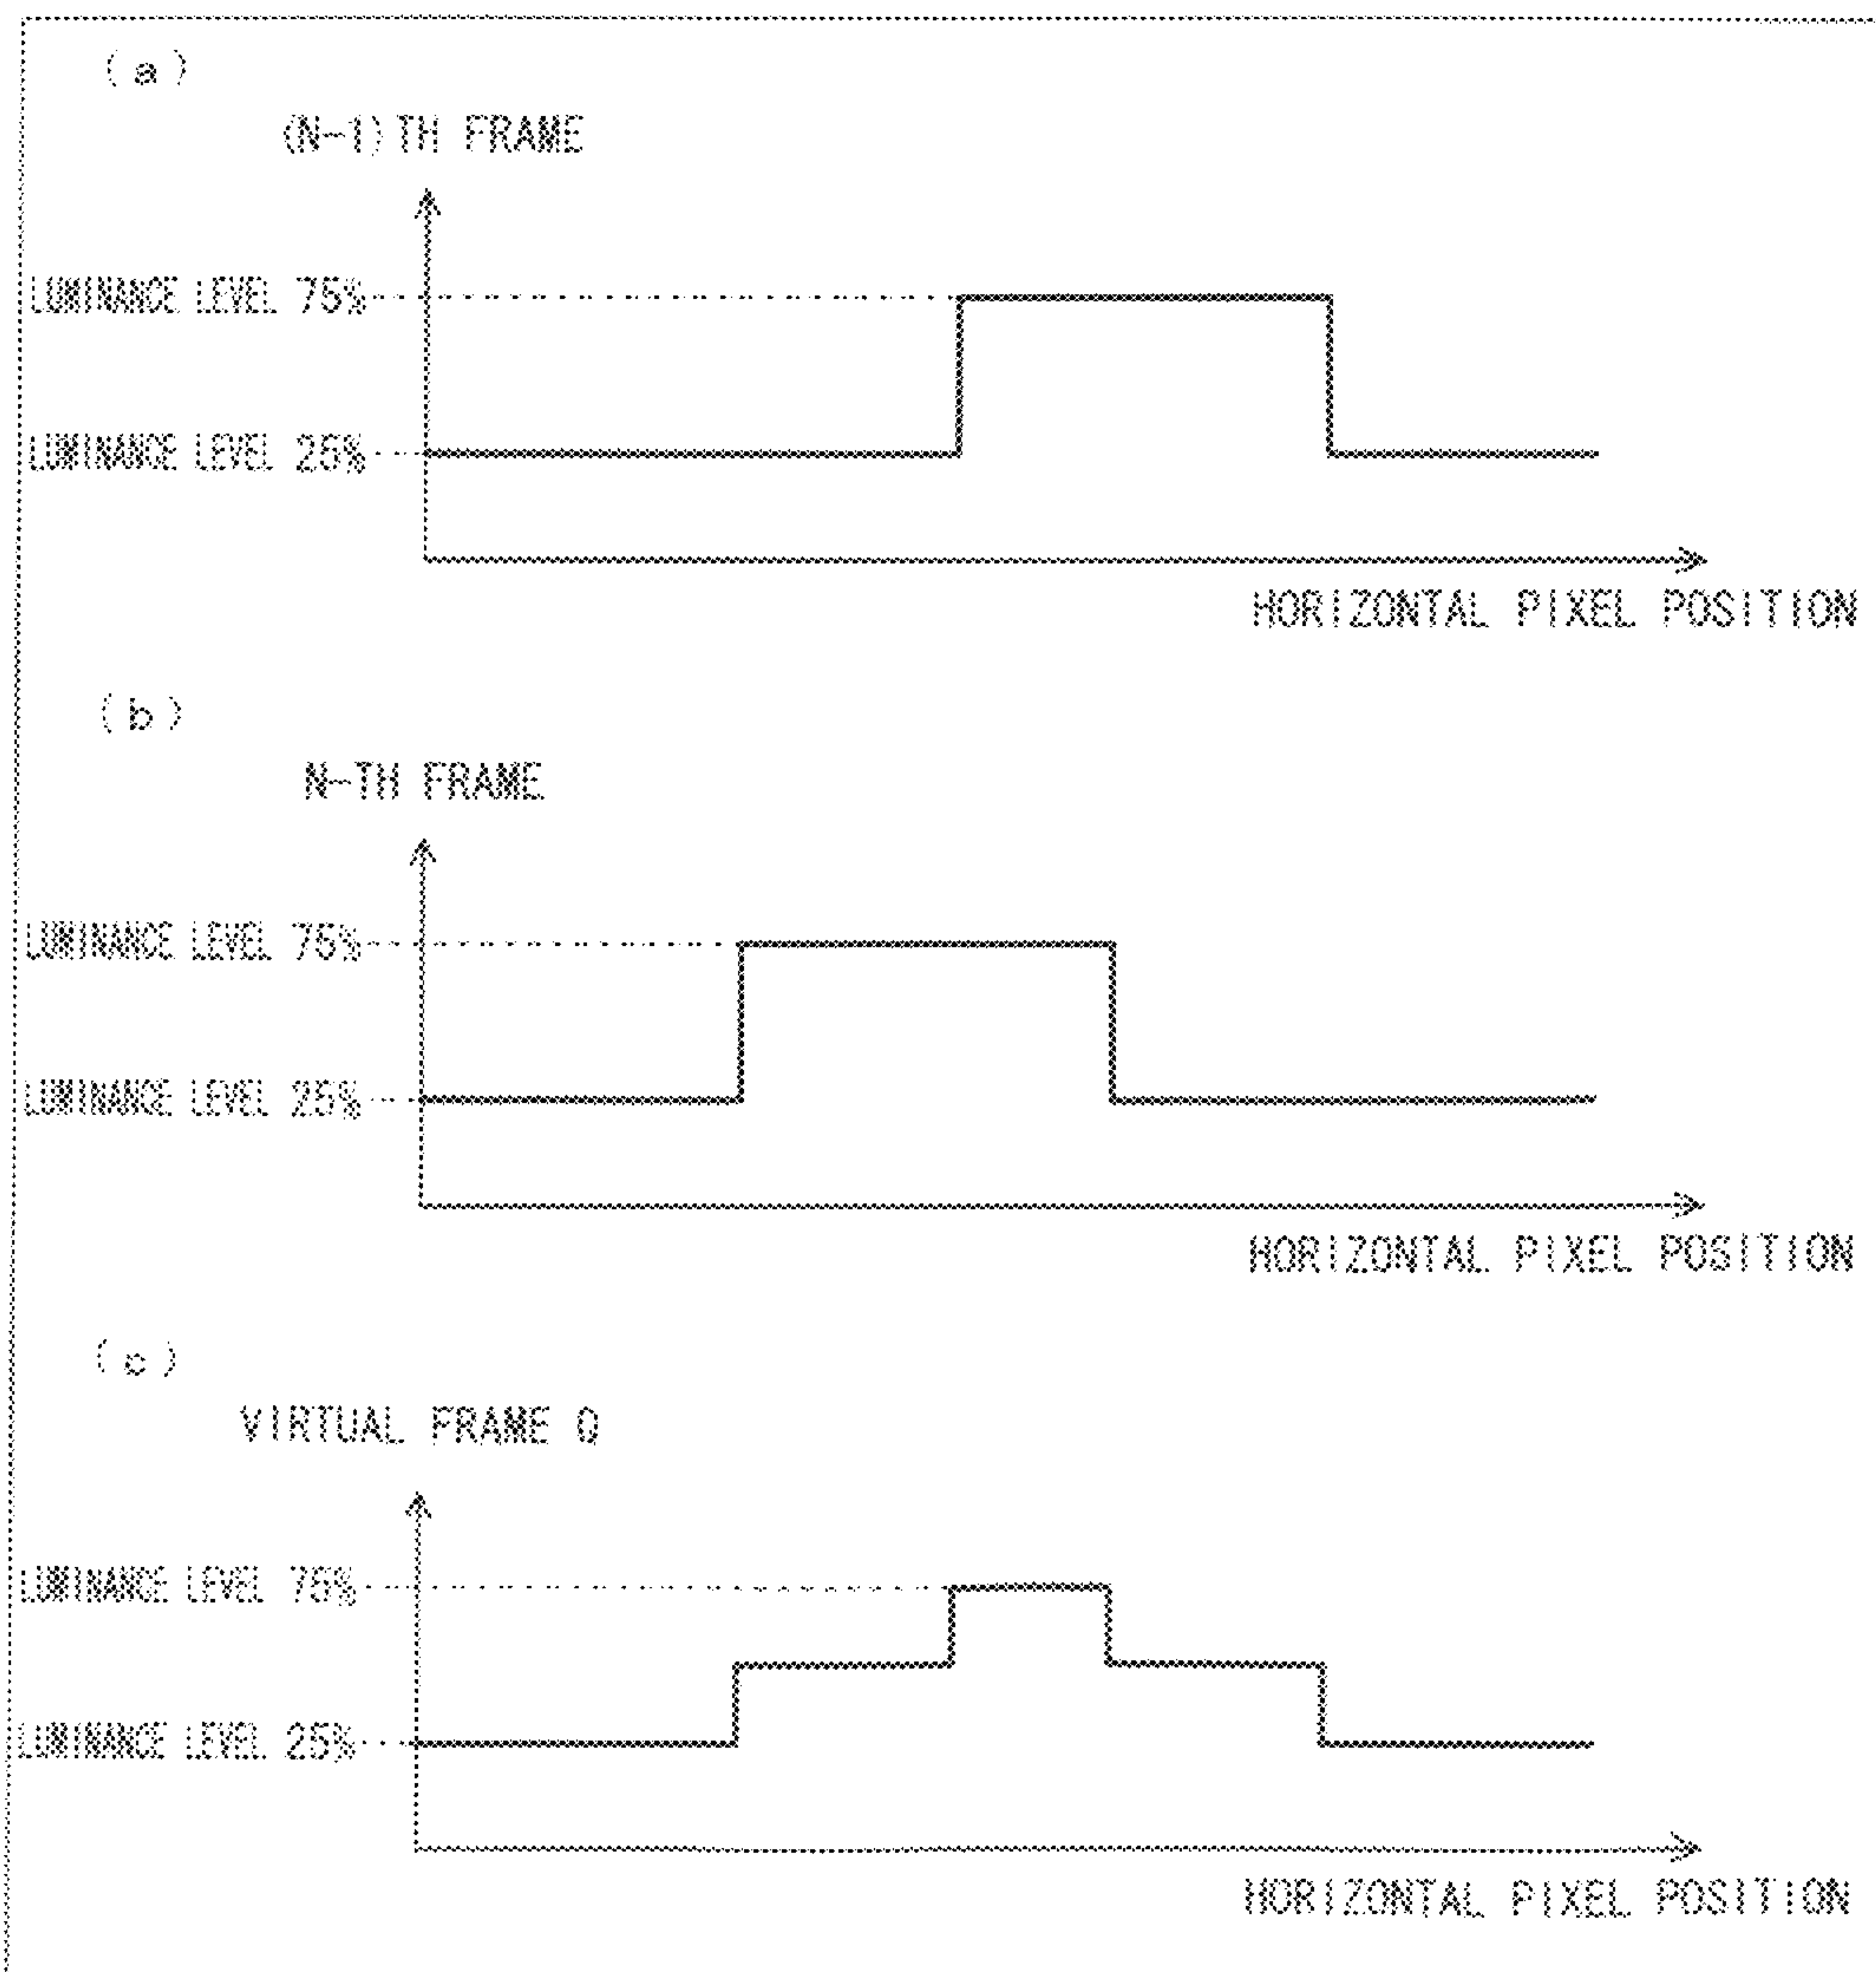 (a)
(N-1)TH FRAME
LUMINANCE LEVEL 75%
LUMINANCE LEVEL 25%
HORIZONTAL PIXEL POSITION
(b)
N-TH FRAME
LUMINANCE LEVEL 75%
LUMINANCE LEVEL 25%
HORIZONTAL PIXEL POSITION
(c)
VIRTUAL FRAME Q
LUMINANCE LEVEL 75%
LUMINANCE LEVEL 25%
HORIZONTAL PIXEL POSITION